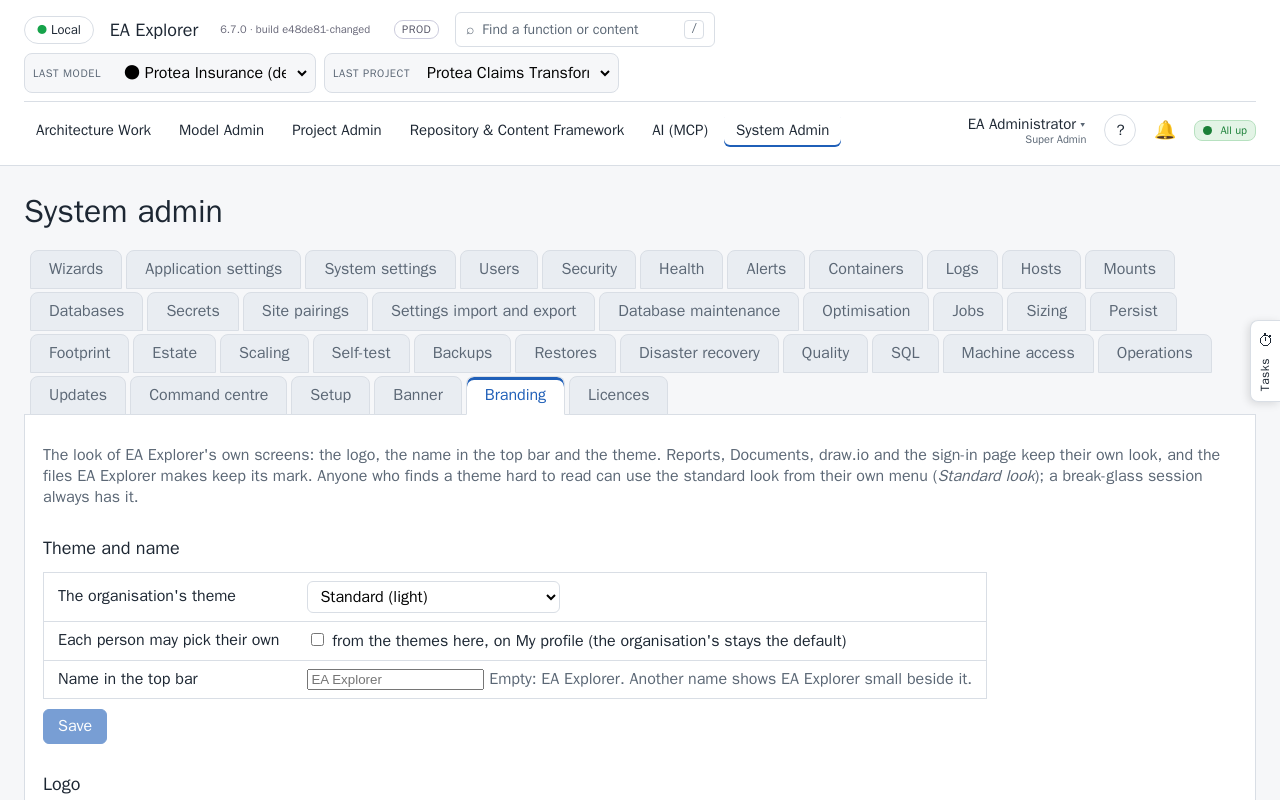 Local EA Explorer 6.7.0 · build e48de81-changed PROD Find a function or content /
LAST MODEL Protea Insurance (de LAST PROJECT Protea Claims Transforı
Architecture Work Model Admin Project Admin Repository & Content Framework AI (MCP) System Admin EA Administrator ▾ ? All up
Super Admin
System admin
Wizards Application settings System settings Users Security Health Alerts Containers Logs Hosts Mounts
Databases Secrets Site pairings Settings import and export Database maintenance Optimisation Jobs Sizing Persist
Footprint Estate Scaling Self-test Backups Restores Disaster recovery Quality SQL Machine access Operations
Updates Command centre Setup Banner Branding Licences
Tasks
The look of EA Explorer's own screens: the logo, the name in the top bar and the theme. Reports, Documents, draw.io and the sign-in page keep their own look, and the
files EA Explorer makes keep its mark. Anyone who finds a theme hard to read can use the standard look from their own menu (Standard look); a break-glass session
always has it.
Theme and name
The organisation's theme Standard (light)
Each person may pick their own from the themes here, on My profile (the organisation's stays the default)
Name in the top bar EA Explorer Empty: EA Explorer. Another name shows EA Explorer small beside it.
Save
Logo